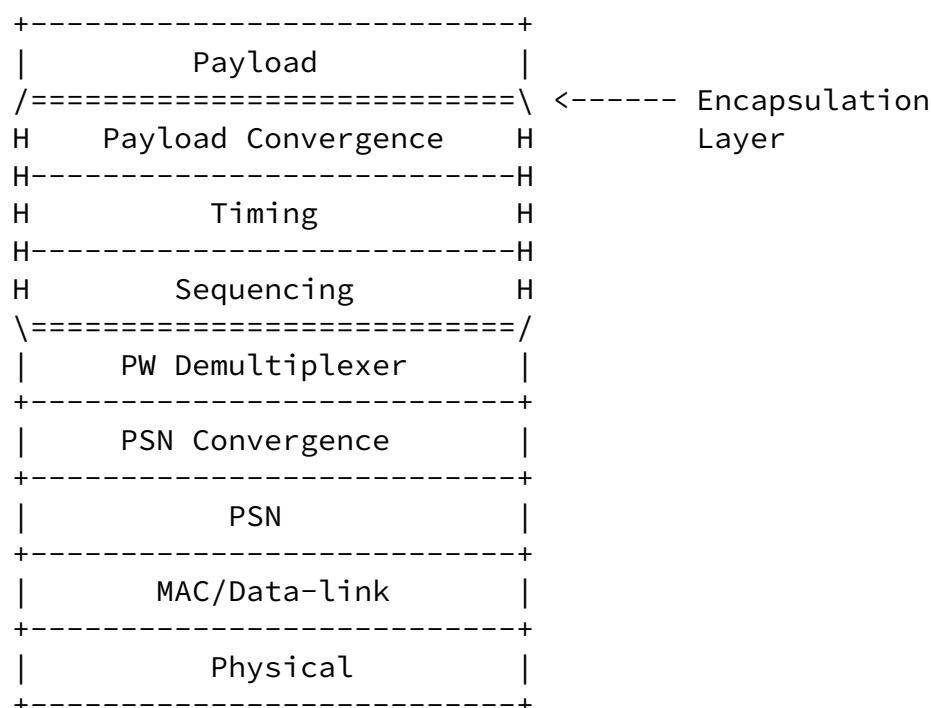 +---------------------------+
|          Payload          |
/===========================\ <------ Encapsulation
H    Payload Convergence    H         Layer
H---------------------------H
H          Timing           H
H---------------------------H
H        Sequencing         H
\===========================/
|     PW Demultiplexer      |
+---------------------------+
|     PSN Convergence       |
+---------------------------+
|           PSN             |
+---------------------------+
|       MAC/Data-link       |
+---------------------------+
|          Physical         |
+---------------------------+